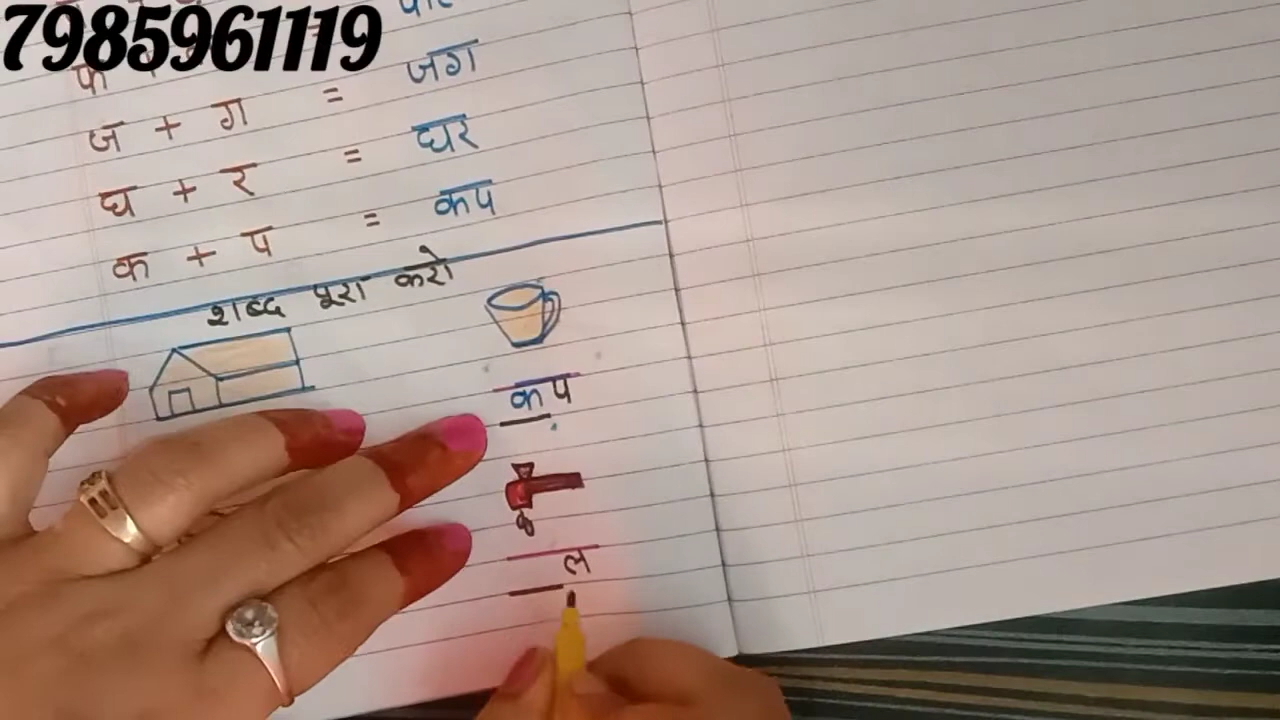 7985961119
ज + ग = जग
घ + र = घर
क + प = कप
शब्द पूरा करो
कप
ल